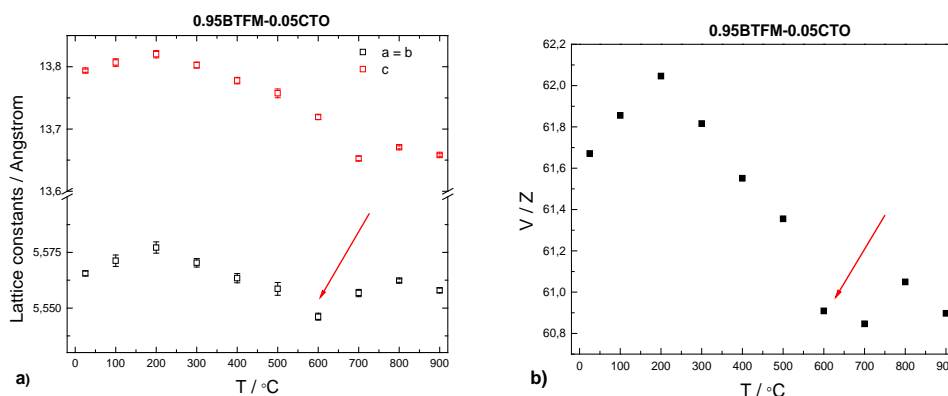 0.95BTFM-0.05CTO
Lattice constants / Angstrom
13,8
13,7
13,6
5,575
5,550
a = b
c
0 100 200 300 400 500 600 700 800 900
T / °C
a)
0.95BTFM-0.05CTO
V / Z
62,2
62,0
61,8
61,6
61,4
61,2
61,0
60,8
0 100 200 300 400 500 600 700 800 900
T / °C
b)